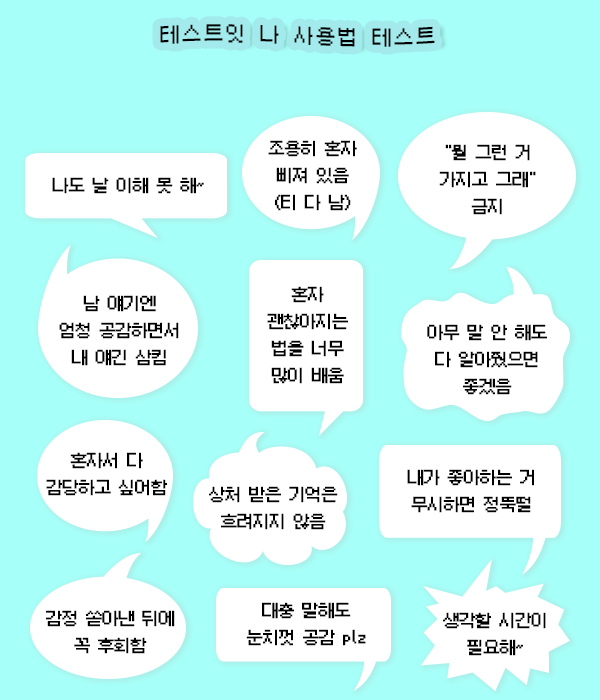 테스트잇 나 사용법 테스트
나도 날 이해 못 해~
조용히 혼자
삐져 있음
(티 다 남)
"뭘 그런 거
가지고 그래"
금지
남 얘기엔
엄청 공감하면서
내 얘긴 삼킴
혼자
괜찮아지는
법을 너무
많이 배움
아무 말 안 해도
다 알아줬으면
좋겠음
혼자서 다
감당하고 싶어함
상처 받은 기억은
흐려지지 않음
내가 좋아하는 거
무시하면 정뚝떨
감정 쏟아낸 뒤에
꼭 후회함
대충 말해도
눈치껏 공감 plz
생각할 시간이
필요해~